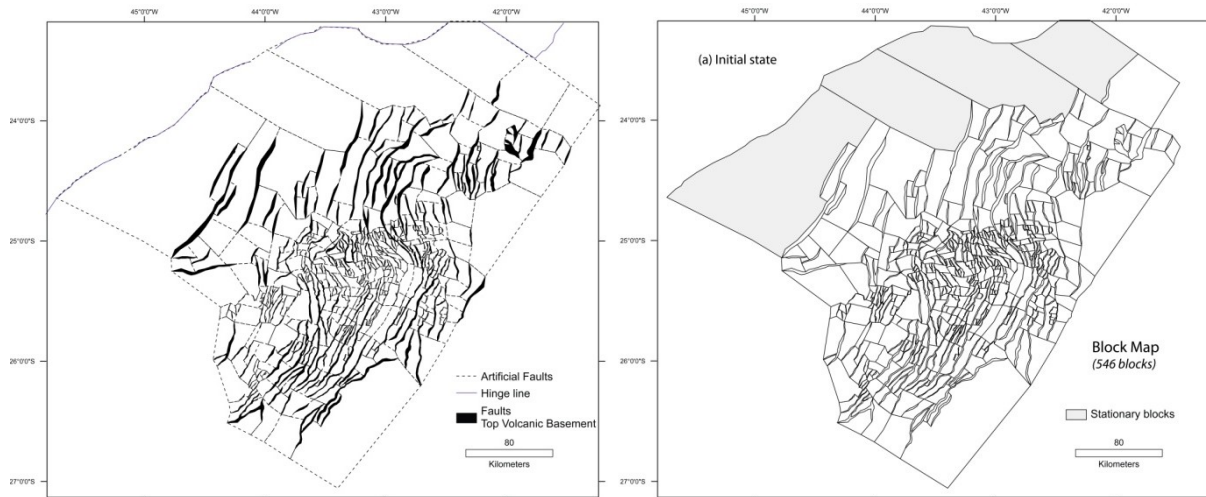 45°0'0"W 44°0'0"W 43°0'0"W 42°0'0"W
24°0'0"S
25°0'0"S
26°0'0"S
27°0'0"S
Artificial Faults
Hinge line
Faults
Top Volcanic Basement
80
Kilometers
45°0'0"W 44°0'0"W 43°0'0"W 42°0'0"W
(a) Initial state
24°0'0"S
25°0'0"S
26°0'0"S
27°0'0"S
Block Map
(546 blocks)
Stationary blocks
80
Kilometers